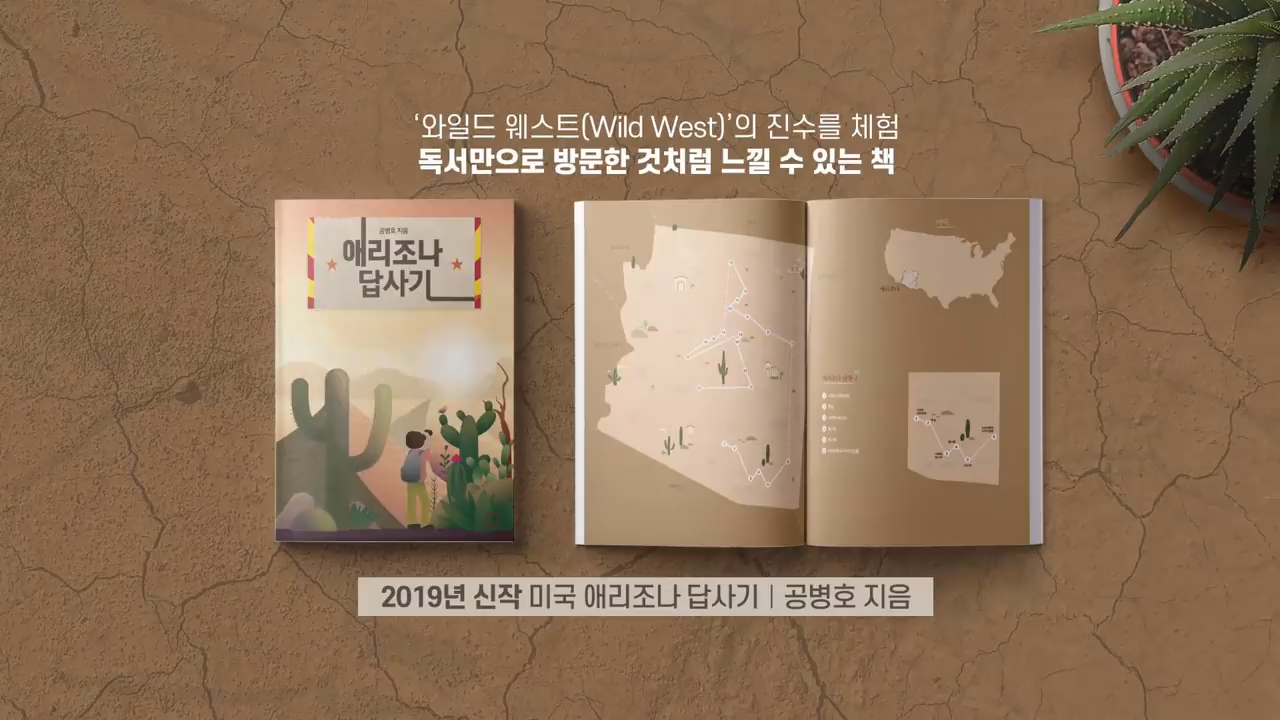 ‘와일드 웨스트(Wild West)’의 진수를 체험
독서만으로 방문한 것처럼 느낄 수 있는 책
공병호 지음
애리조나
답사기
2019년 신작 미국 애리조나 답사기 | 공병호 지음